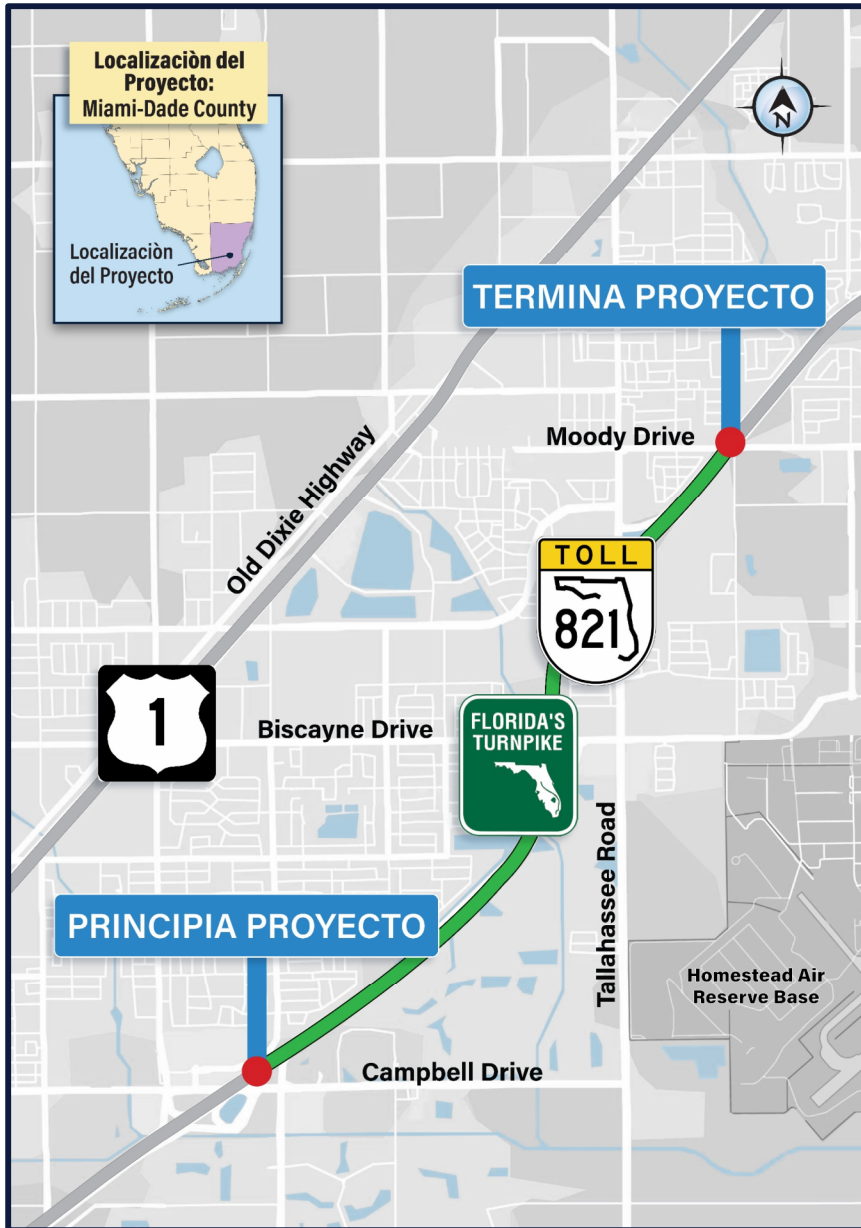 Localizaciòn del
Proyecto:
Miami-Dade County
Localizaciòn
del Proyecto
N
TERMINA PROYECTO
Moody Drive
Old Dixie Highway
TOLL
821
1
Biscayne Drive
FLORIDA'S
TURNPIKE
Tallahassee Road
PRINCIPIA PROYECTO
Homestead Air
Reserve Base
Campbell Drive